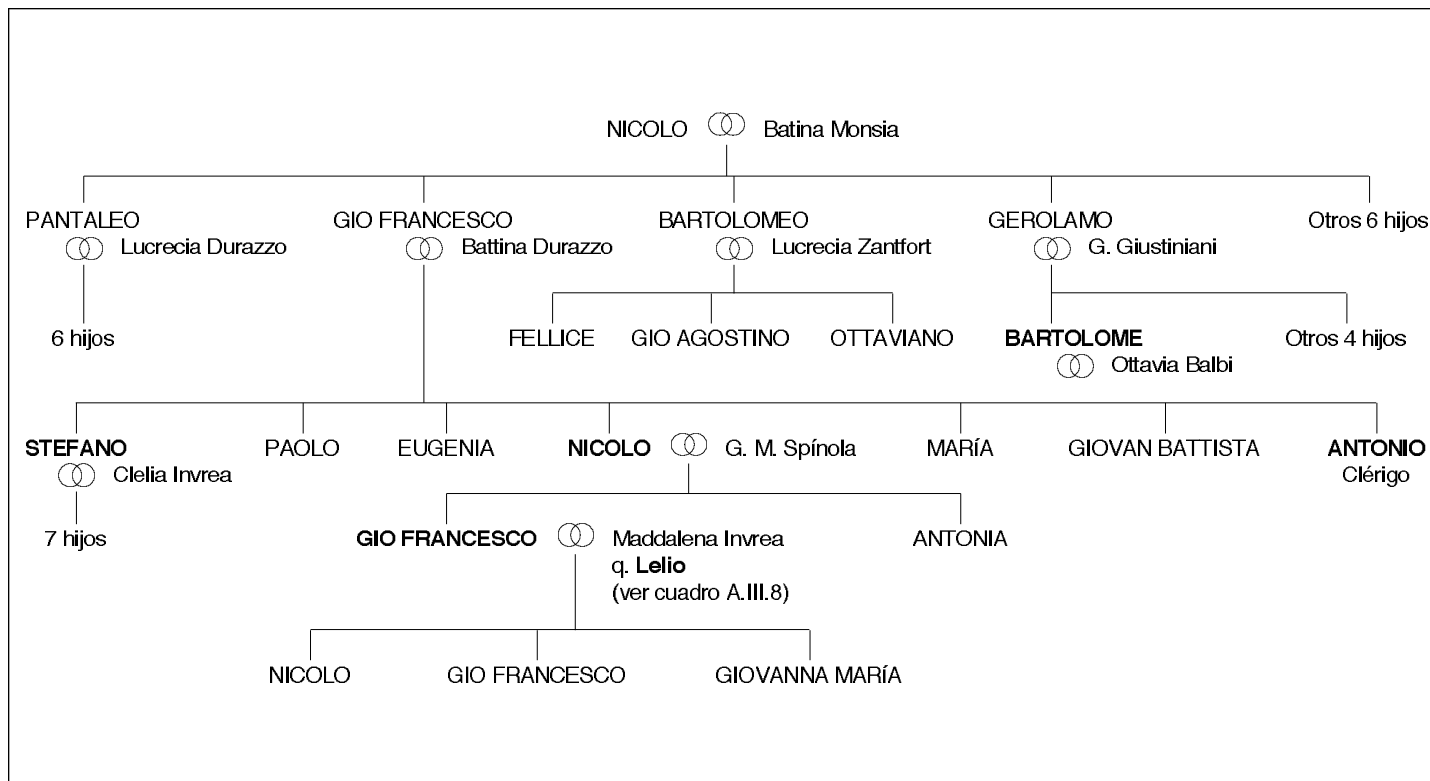 NICOLO Batina Monsia
PANTALEO GIO FRANCESCO BARTOLOMEO GEROLAMO Otros 6 hijos
Lucrecia Durazzo Battina Durazzo Lucrecia Zantfort G. Giustiniani
6 hijos FELLICE GIO AGOSTINO OTTAVIANO BARTOLOME Otros 4 hijos
Ottavia Balbi
STEFANO PAOLO EUGENIA NICOLO G. M. Spínola MARÍA GIOVAN BATTISTA ANTONIO
Clelia Invrea Clérigo
7 hijos GIO FRANCESCO Maddalena Invrea ANTONIA
q. Lelio
(ver cuadro A.III.8)
NICOLO GIO FRANCESCO GIOVANNA MARÍA